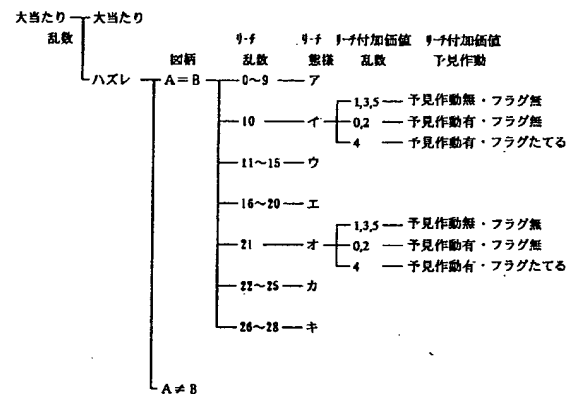 大当たり 大当たり
乱数
リーチ リーチ リーチ付加価値 リーチ付加価値
図柄 乱数 態様 乱数 予見作動
ハズレ A=B 0〜9 ア
1,3,5 予見作動無・フラグ無
10 イ 0,2 予見作動有・フラグ無
4 予見作動有・フラグたてる
11〜15 ウ
16〜20 エ
1,3,5 予見作動無・フラグ無
21 オ 0,2 予見作動有・フラグ無
4 予見作動有・フラグたてる
22〜25 カ
26〜28 キ
A≠B